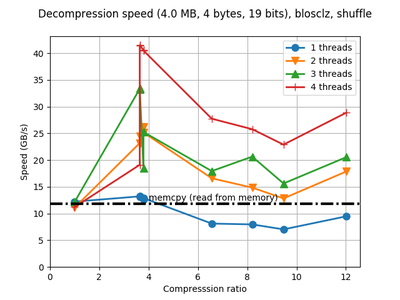 Decompression speed (4.0 MB, 4 bytes, 19 bits), blosclz, shuffle
40
35
30
25
20
15
10
5
0
Speed (GB/s)
1 threads
2 threads
3 threads
4 threads
memcpy (read from memory)
0 2 4 6 8 10 12
Compresssion ratio